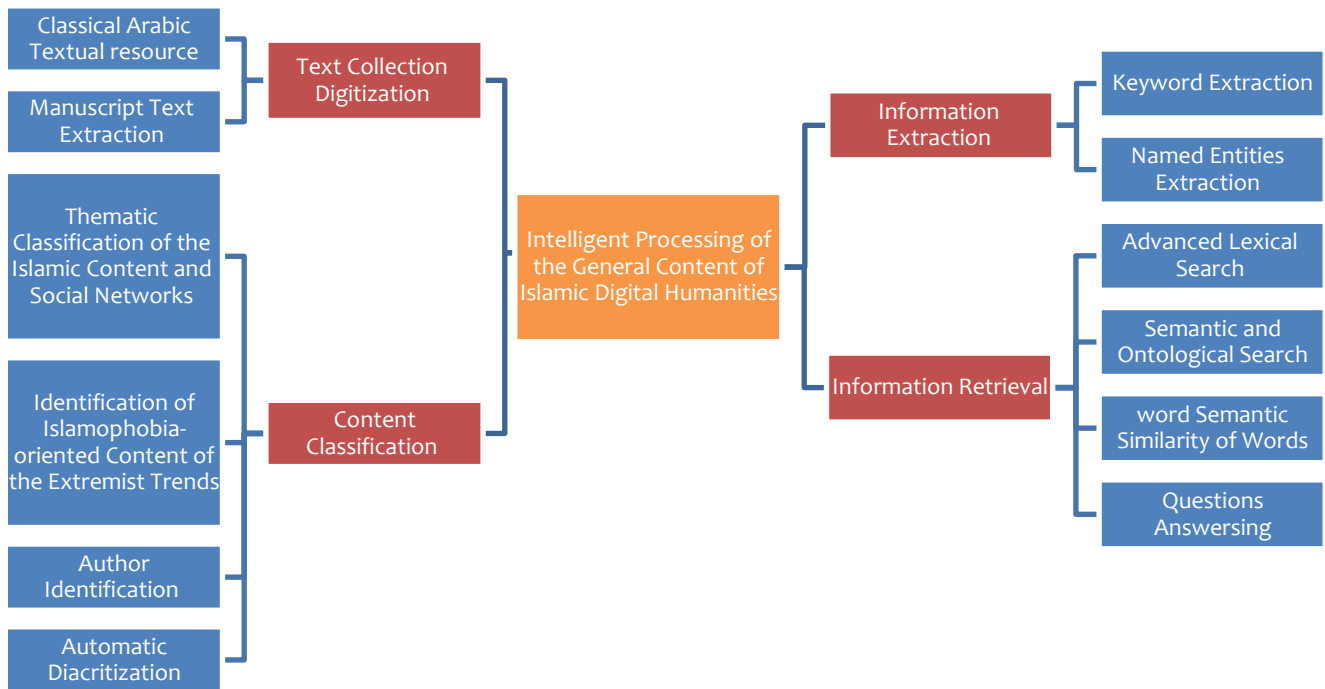 Classical Arabic
Textual resource
Manuscript Text
Extraction
Text Collection
Digitization
Thematic
Classification of the
Islamic Content and
Social Networks
Identification of
Islamophobia-
oriented Content of
the Extremist Trends
Author
Identification
Automatic
Diacritization
Content
Classification
Intelligent Processing of
the General Content of
Islamic Digital Humanities
Information
Extraction
Keyword Extraction
Named Entities
Extraction
Information Retrieval
Advanced Lexical
Search
Semantic and
Ontological Search
word Semantic
Similarity of Words
Questions
Answersing